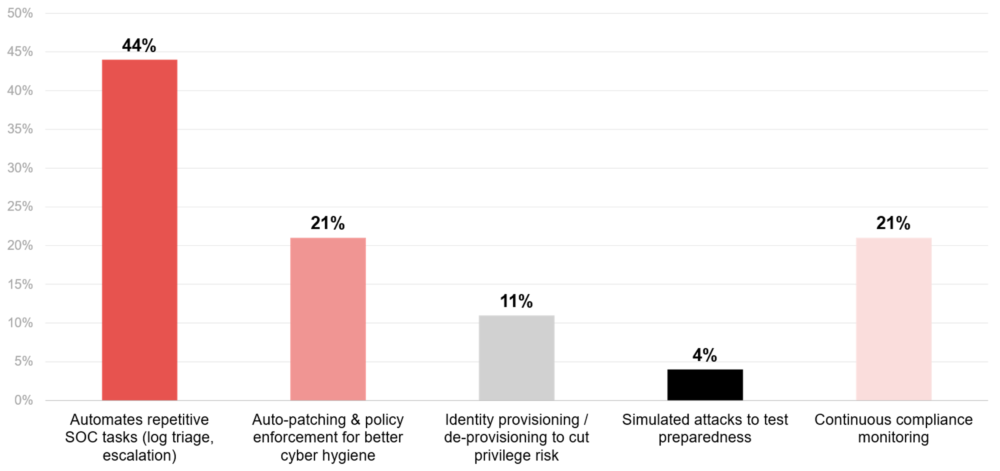 50%
45%
40%
35%
30%
25%
20%
15%
10%
5%
0%
44%
21%
11%
4%
21%
Automates repetitive
SOC tasks (log triage,
escalation)
Auto-patching & policy
enforcement for better
cyber hygiene
Identity provisioning /
de-provisioning to cut
privilege risk
Simulated attacks to test
preparedness
Continuous compliance
monitoring